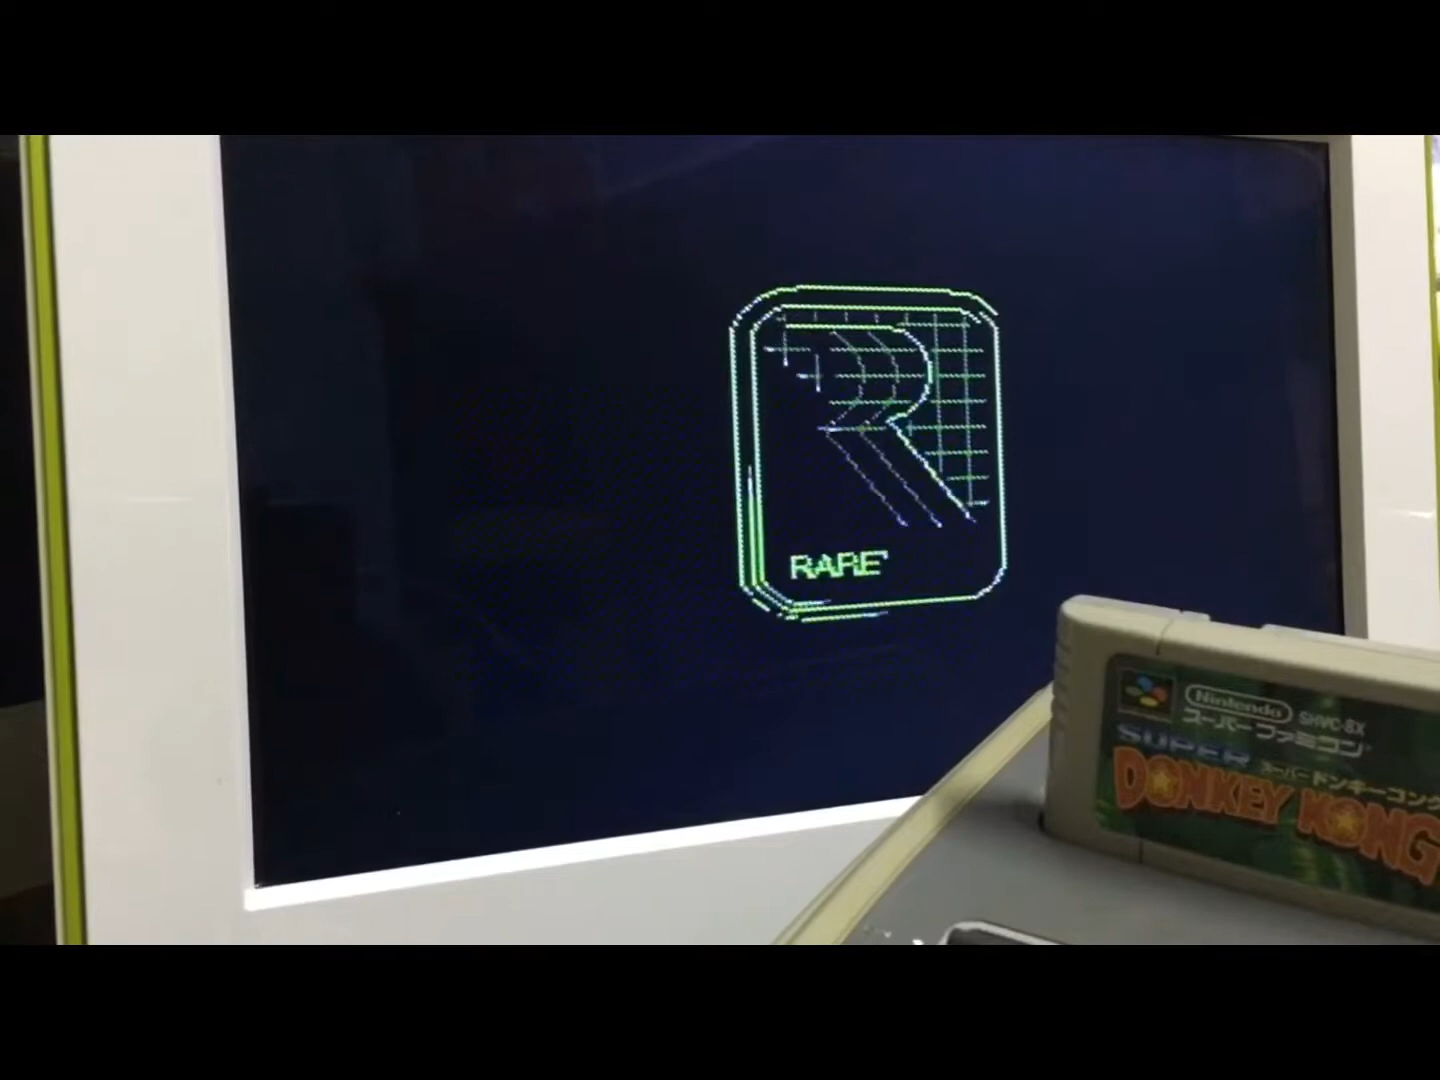 R
RARE
Nintendo SHVC-8X
スーパーファミコン
SUPER
スーパードンキーコング
DONKEY KONG